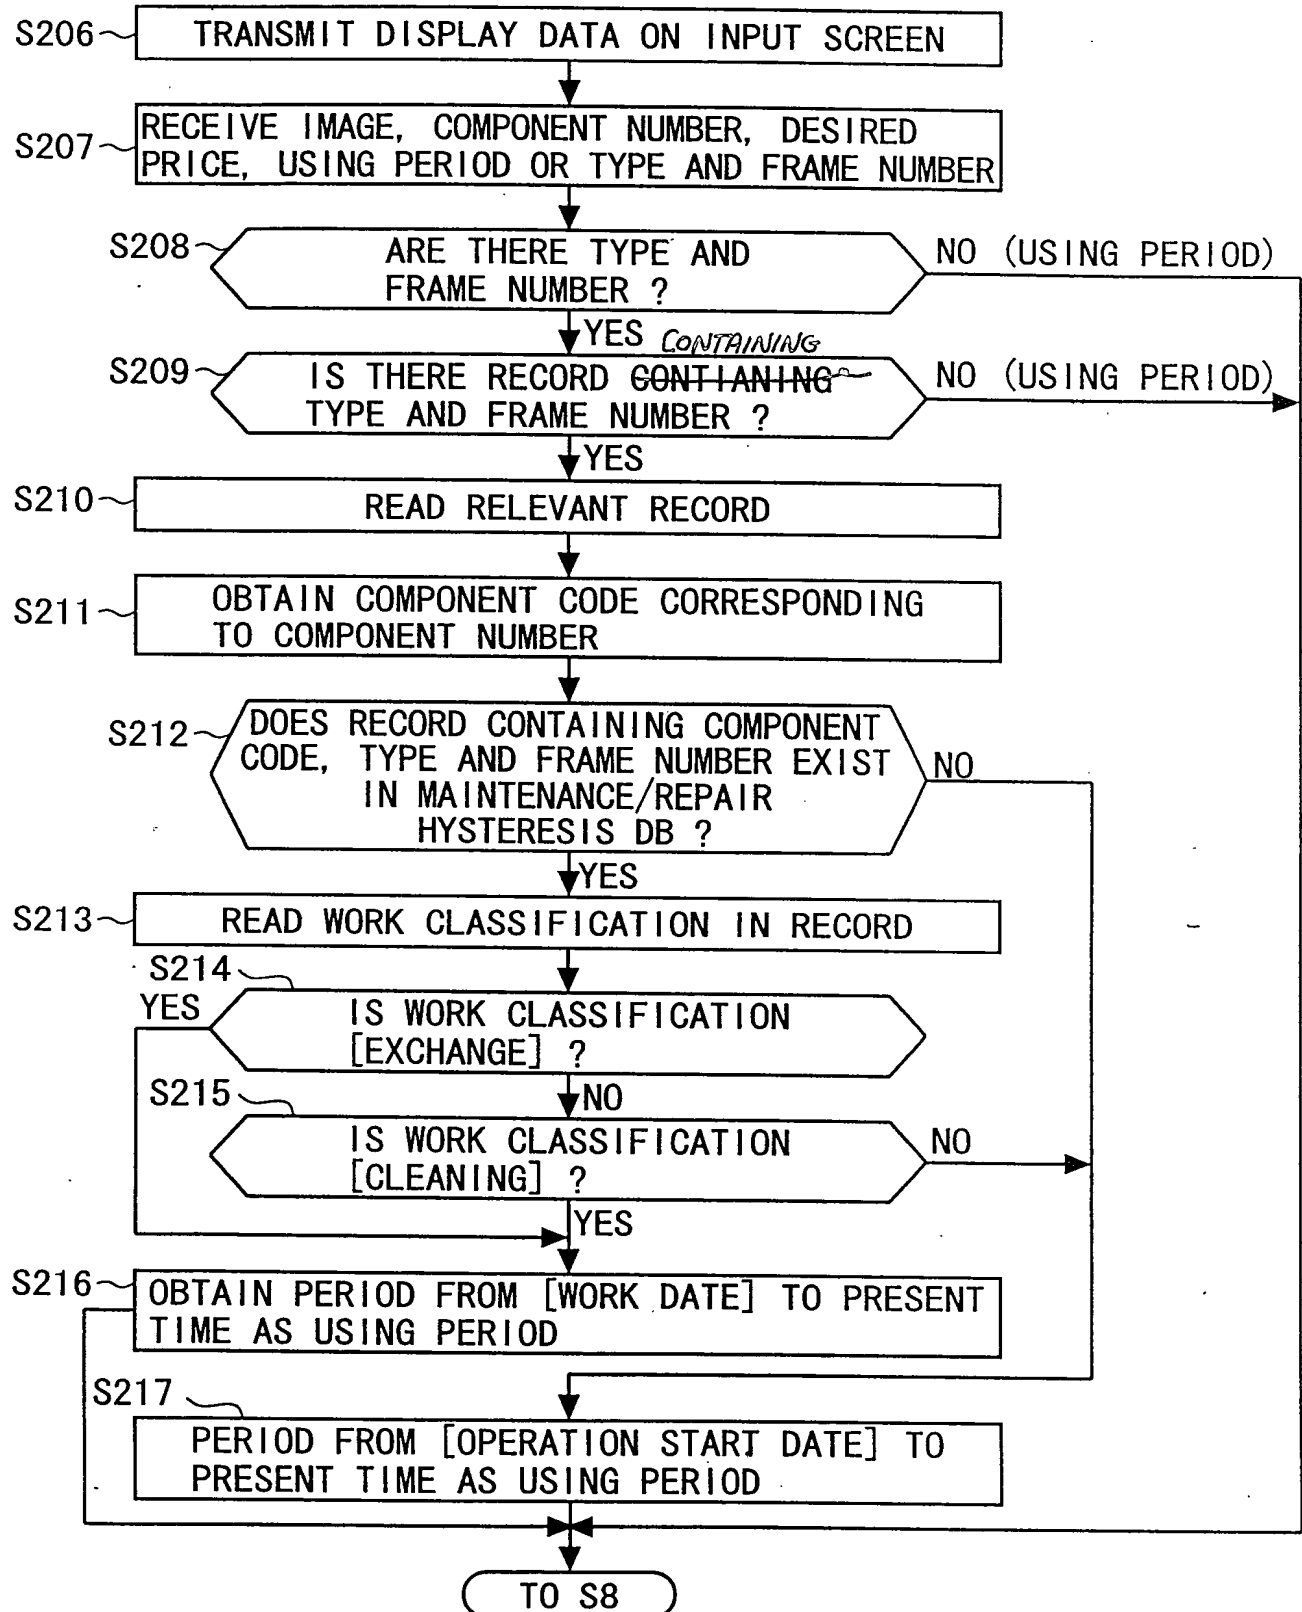 S206
TRANSMIT DISPLAY DATA ON INPUT SCREEN
S207
RECEIVE IMAGE, COMPONENT NUMBER, DESIRED
PRICE, USING PERIOD OR TYPE AND FRAME NUMBER
S208
ARE THERE TYPE AND
FRAME NUMBER ?
NO (USING PERIOD)
YES
CONTAINING
S209
IS THERE RECORD CONTIANING
TYPE AND FRAME NUMBER ?
NO (USING PERIOD)
YES
S210
READ RELEVANT RECORD
S211
OBTAIN COMPONENT CODE CORRESPONDING
TO COMPONENT NUMBER
S212
DOES RECORD CONTAINING COMPONENT
CODE, TYPE AND FRAME NUMBER EXIST
IN MAINTENANCE/REPAIR
HYSTERESIS DB ?
NO
YES
S213
READ WORK CLASSIFICATION IN RECORD
S214
YES
IS WORK CLASSIFICATION
[EXCHANGE] ?
NO
S215
IS WORK CLASSIFICATION
[CLEANING] ?
NO
YES
S216
OBTAIN PERIOD FROM [WORK DATE] TO PRESENT
TIME AS USING PERIOD
S217
PERIOD FROM [OPERATION START DATE] TO
PRESENT TIME AS USING PERIOD
TO S8